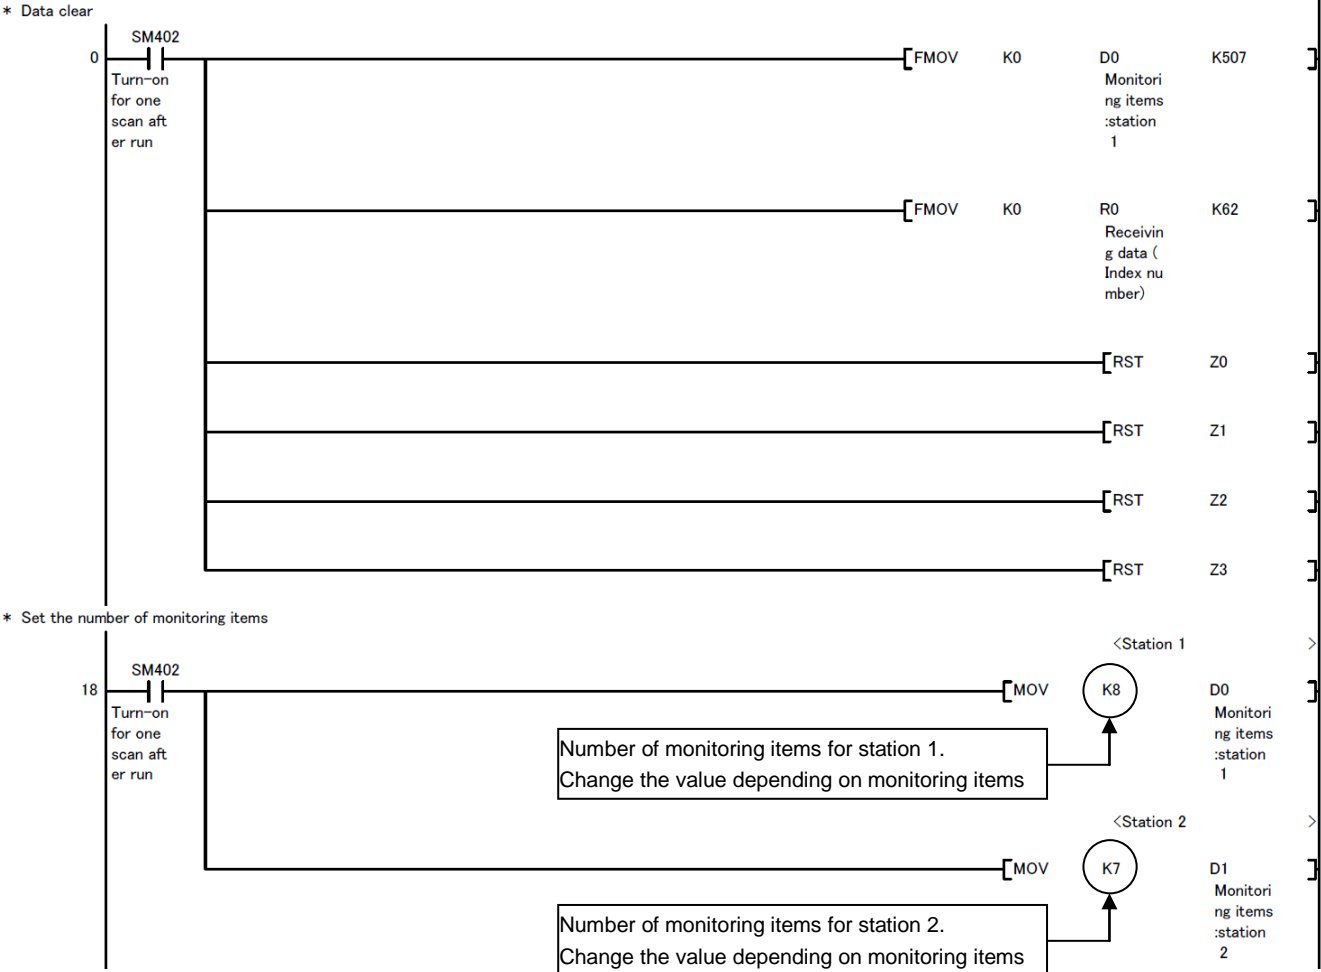 * Data clear
SM402
0
[FMOV K0 D0 K507 ]
Turn-on
for one
scan aft
er run
Monitori
ng items
:station
1
[FMOV K0 R0 K62 ]
Receivin
g data (
Index nu
mber)
[RST Z0 ]
[RST Z1 ]
[RST Z2 ]
[RST Z3 ]
* Set the number of monitoring items
<Station 1 >
SM402
18
[MOV K8 D0 ]
Turn-on
for one
scan aft
er run
Monitori
ng items
:station
1
Number of monitoring items for station 1.
Change the value depending on monitoring items
<Station 2 >
[MOV K7 D1 ]
Monitori
ng items
:station
2
Number of monitoring items for station 2.
Change the value depending on monitoring items